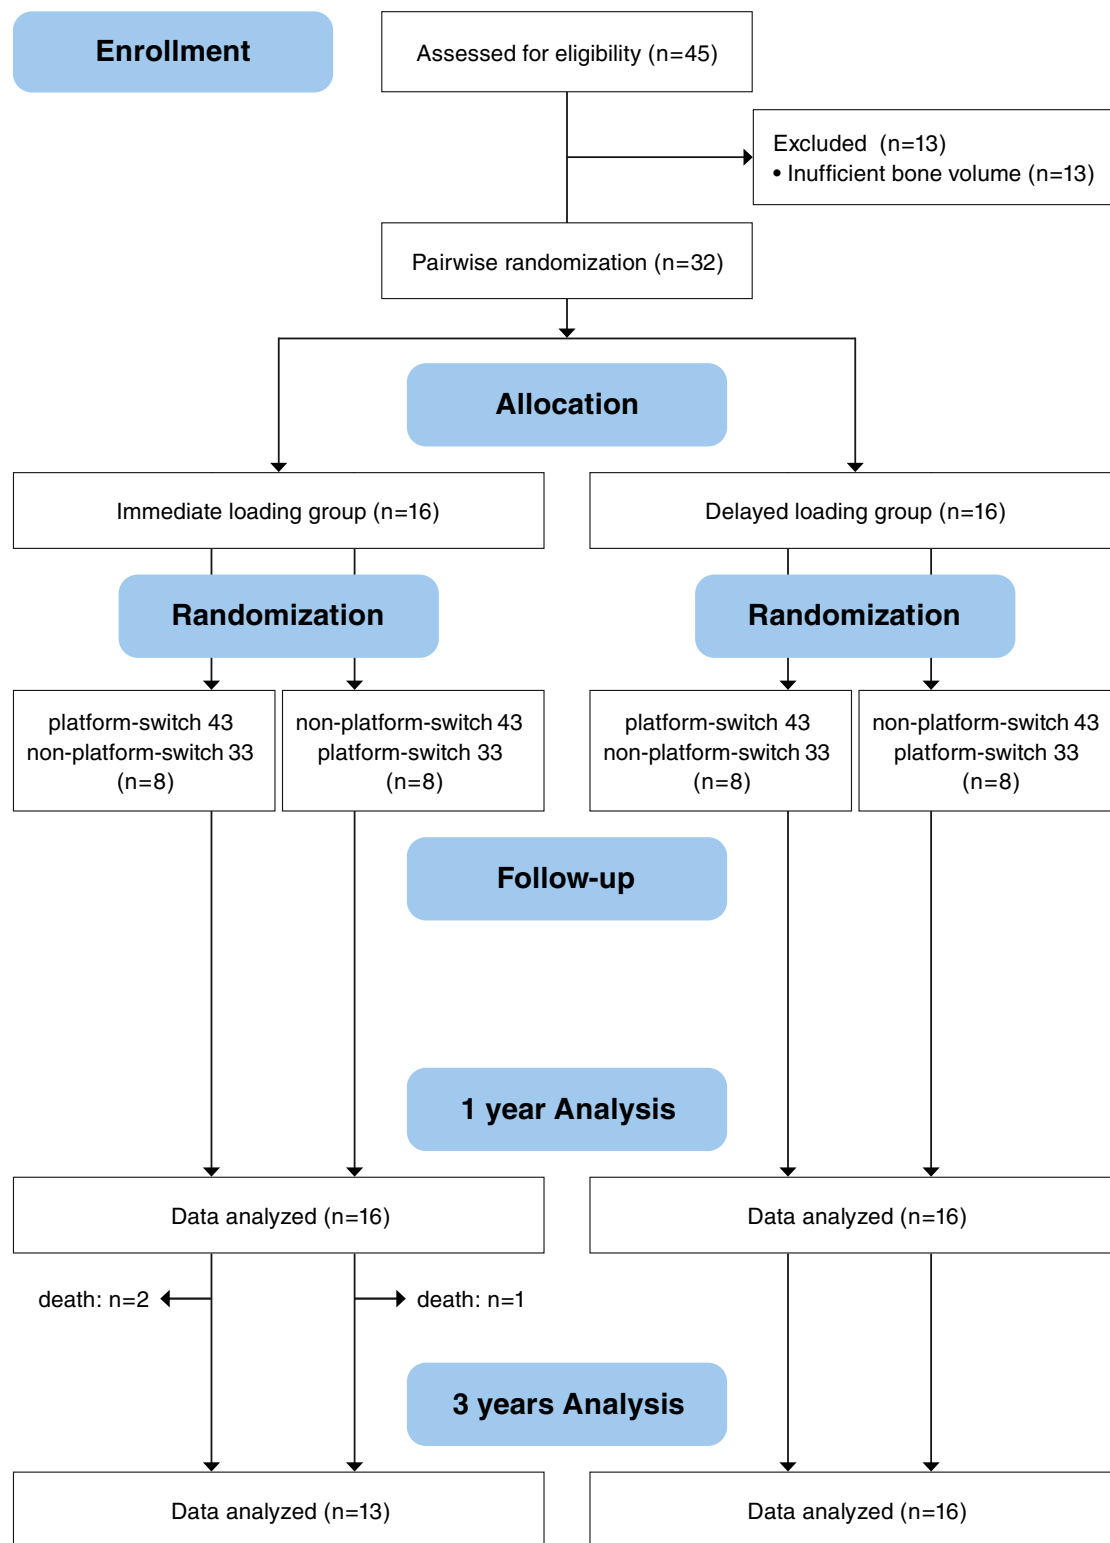 Enrollment
Assessed for eligibility (n=45)
Excluded (n=13)
• Inufficient bone volume (n=13)
Pairwise randomization (n=32)
Allocation
Immediate loading group (n=16)
Delayed loading group (n=16)
Randomization
Randomization
platform-switch 43
non-platform-switch 33
(n=8)
non-platform-switch 43
platform-switch 33
(n=8)
platform-switch 43
non-platform-switch 33
(n=8)
non-platform-switch 43
platform-switch 33
(n=8)
Follow-up
1 year Analysis
Data analyzed (n=16)
Data analyzed (n=16)
death: n=2
death: n=1
3 years Analysis
Data analyzed (n=13)
Data analyzed (n=16)